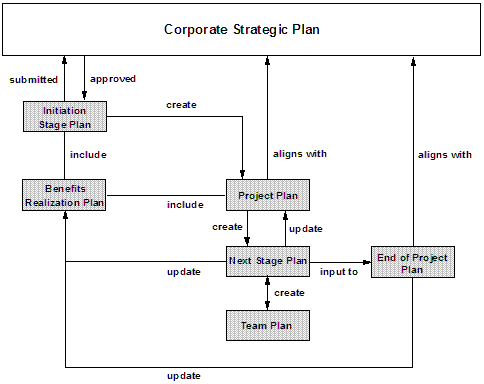 Corporate Strategic Plan
submitted
approved
create
Initiation
Stage Plan
include
aligns with
aligns with
Benefits
Realization Plan
include
Project Plan
create
update
update
Next Stage Plan
input to
End of Project
Plan
create
Team Plan
update